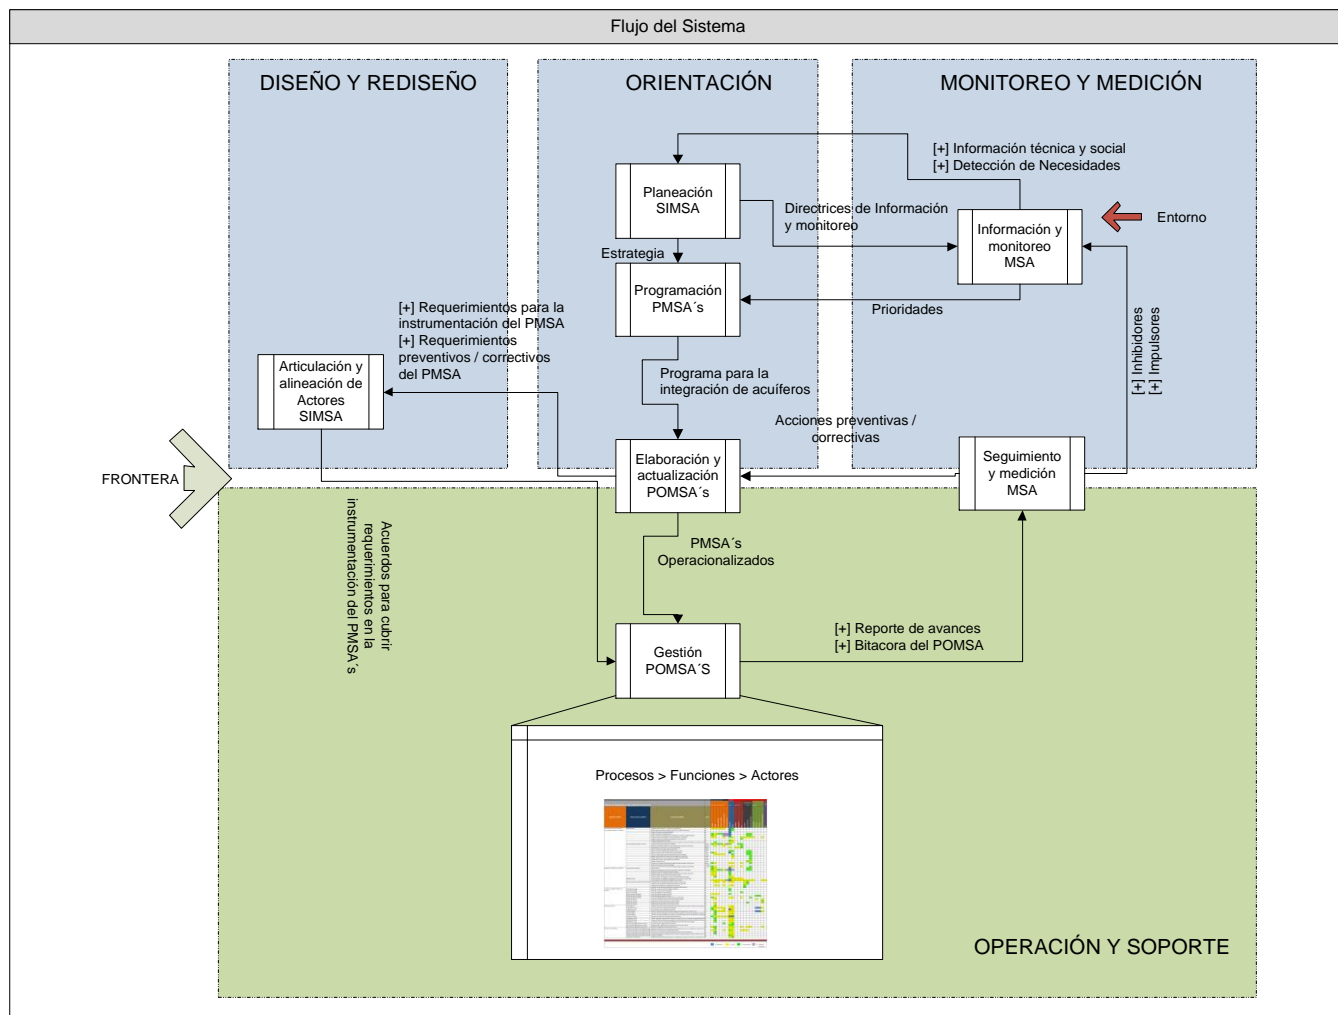 Flujo del Sistema
DISEÑO Y REDISEÑO
ORIENTACIÓN
MONITOREO Y MEDICIÓN
[+] Información técnica y social
[+] Detección de Necesidades
Planeación
SIMSA
Directrices de Información
y monitoreo
Información y
monitoreo
MSA
Entorno
Estrategia
Programación
PMSA´s
Prioridades
[+] Requerimientos para la
instrumentación del PMSA
[+] Requerimientos
preventivos / correctivos
del PMSA
[+] Inhibidores
[+] Impulsores
Articulación y
alineación de
Actores
SIMSA
Programa para la
integración de acuíferos
Acciones preventivas /
correctivas
Elaboración y
actualización
POMSA´s
Seguimiento
y medición
MSA
FRONTERA
Acuerdos para cubrir
requerimientos en la
instrumentación del PMSA´s
PMSA´s
Operacionalizados
[+] Reporte de avances
[+] Bitacora del POMSA
Gestión
POMSA´S
Procesos > Funciones > Actores
OPERACIÓN Y SOPORTE